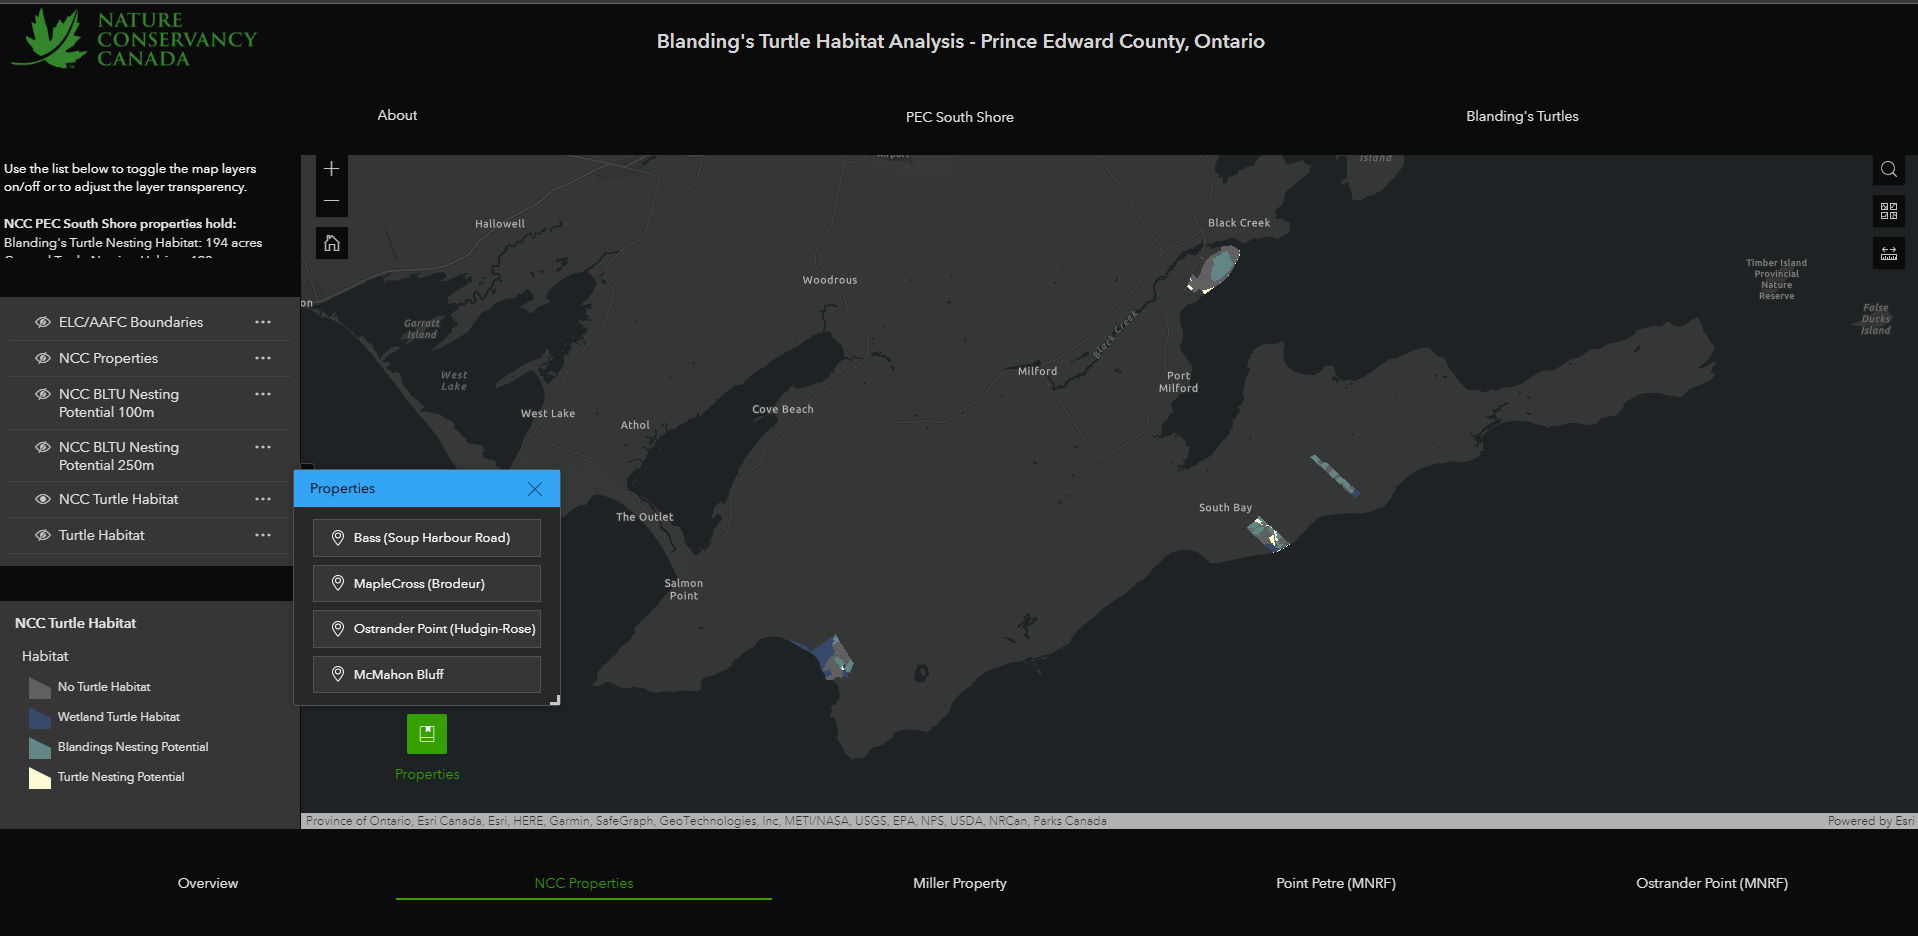 NATURE
CONSERVANCY
CANADA
Blanding's Turtle Habitat Analysis - Prince Edward County, Ontario
About
PEC South Shore
Blanding's Turtles
Use the list below to toggle the map layers
on/off or to adjust the layer transparency.
NCC PEC South Shore properties hold:
Blanding's Turtle Nesting Habitat: 194 acres
ELC/AAFC Boundaries
NCC Properties
NCC BLTU Nesting
Potential 100m
NCC BLTU Nesting
Potential 250m
NCC Turtle Habitat
Turtle Habitat
NCC Turtle Habitat
Habitat
No Turtle Habitat
Wetland Turtle Habitat
Blandings Nesting Potential
Turtle Nesting Potential
Airport
Island
Hallowell
Black Creek
Woodrous
Timber Island
Provincial
Nature
Reserve
on
False
Ducks
Island
Garratt
Island
Black Creek
West
Lake
Milford
Port
Milford
West Lake
Cove Beach
Athol
The Outlet
South Bay
Salmon
Point
Properties
Bass (Soup Harbour Road)
MapleCross (Brodeur)
Ostrander Point (Hudgin-Rose)
McMahon Bluff
Properties
Province of Ontario, Esri Canada, Esri, HERE, Garmin, SafeGraph, GeoTechnologies, Inc, METI/NASA, USGS, EPA, NPS, USDA, NRCan, Parks Canada
Powered by Esri
Overview
NCC Properties
Miller Property
Point Petre (MNRF)
Ostrander Point (MNRF)